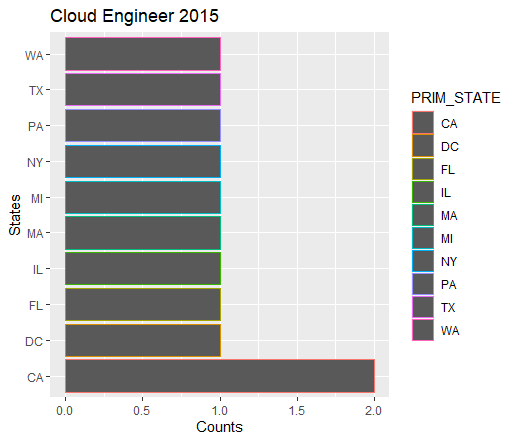 Cloud Engineer 2015
WA
TX
PA
NY
MI
MA
IL
FL
DC
CA
States
0.0 0.5 1.0 1.5 2.0
Counts
PRIM_STATE
CA
DC
FL
IL
MA
MI
NY
PA
TX
WA